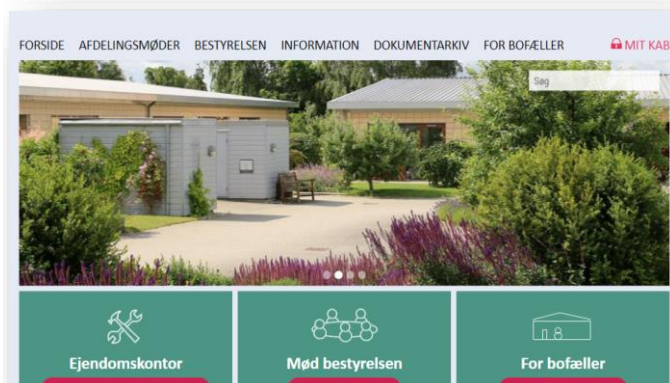 FORSIDE AFDELINGSMØDER BESTYRELSEN INFORMATION DOKUMENTARKIV FOR BOFÆLLER MIT KAB
Søg
Ejendomskontor Mød bestyrelsen For bofæller